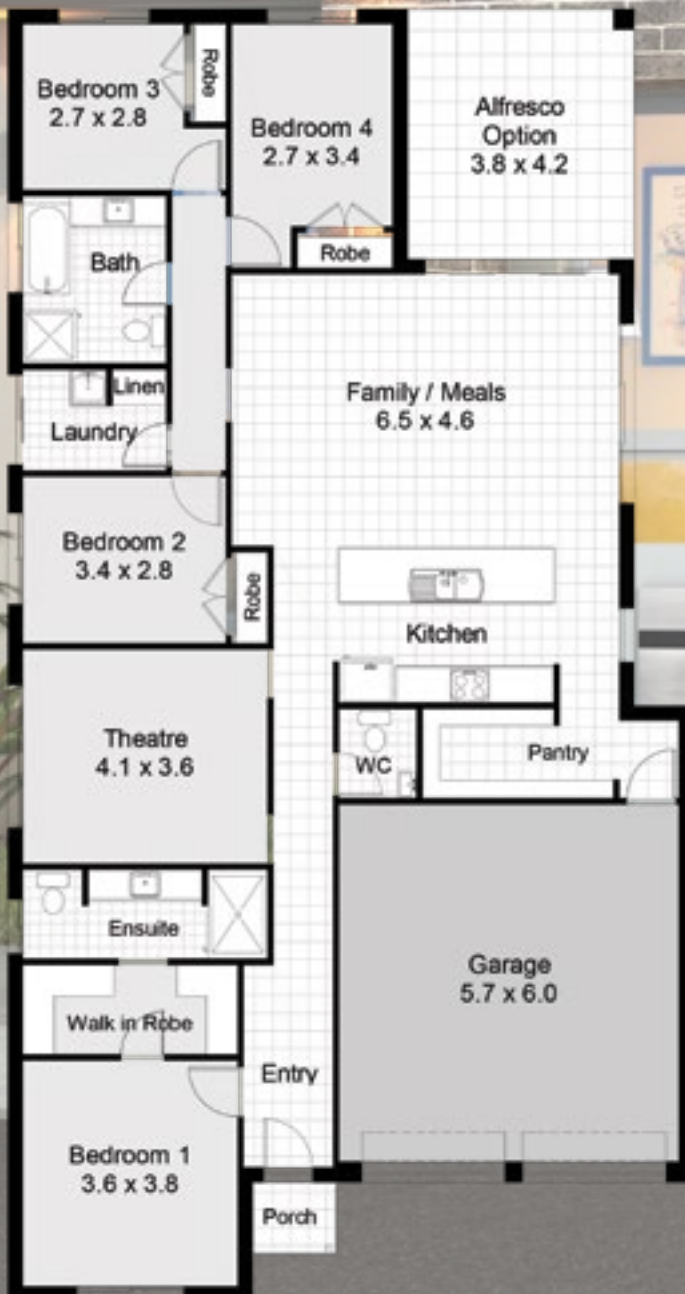 Bedroom 3
2.7 x 2.8
Robe
Bedroom 4
2.7 x 3.4
Robe
Alfresco
Option
3.8 x 4.2
Bath
Linen
Laundry
Family / Meals
6.5 x 4.6
Bedroom 2
3.4 x 2.8
Robe
Kitchen
Theatre
4.1 x 3.6
WC
Pantry
Ensuite
Garage
5.7 x 6.0
Walk in Robe
Entry
Bedroom 1
3.6 x 3.8
Porch